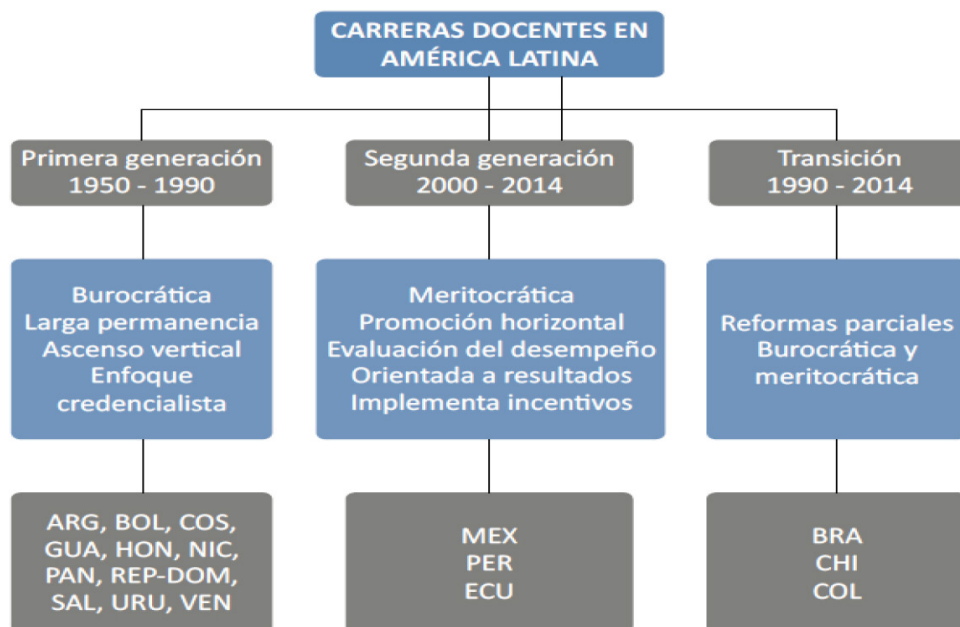 CARRERAS DOCENTES EN
AMÉRICA LATINA
Primera generación
1950 - 1990
Segunda generación
2000 - 2014
Transición
1990 - 2014
Burocrática
Larga permanencia
Ascenso vertical
Enfoque
credencialista
Meritocrática
Promoción horizontal
Evaluación del desempeño
Orientada a resultados
Implementa incentivos
Reformas parciales
Burocrática y
meritocrática
ARG, BOL, COS,
GUA, HON, NIC,
PAN, REP-DOM,
SAL, URU, VEN
MEX
PER
ECU
BRA
CHI
COL